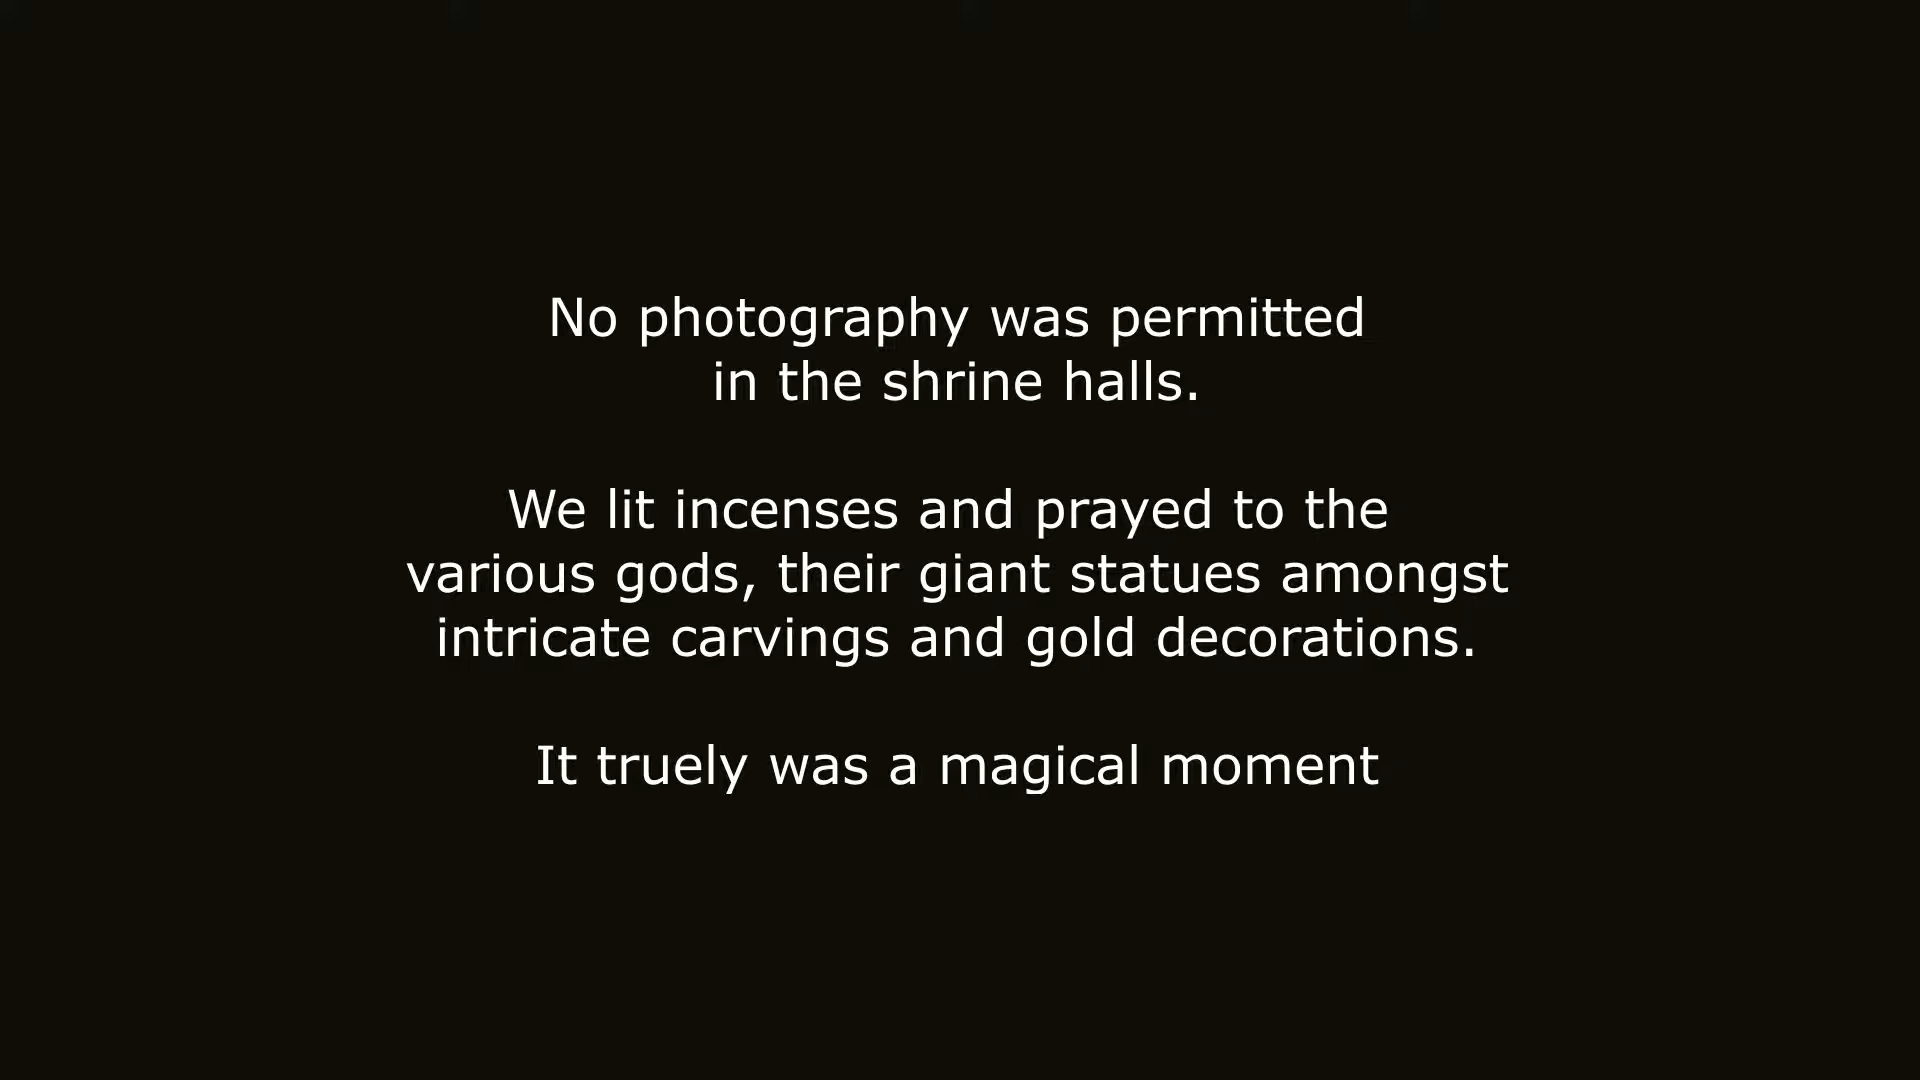 No photography was permitted
in the shrine halls.
We lit incenses and prayed to the
various gods, their giant statues amongst
intricate carvings and gold decorations.
It truely was a magical moment